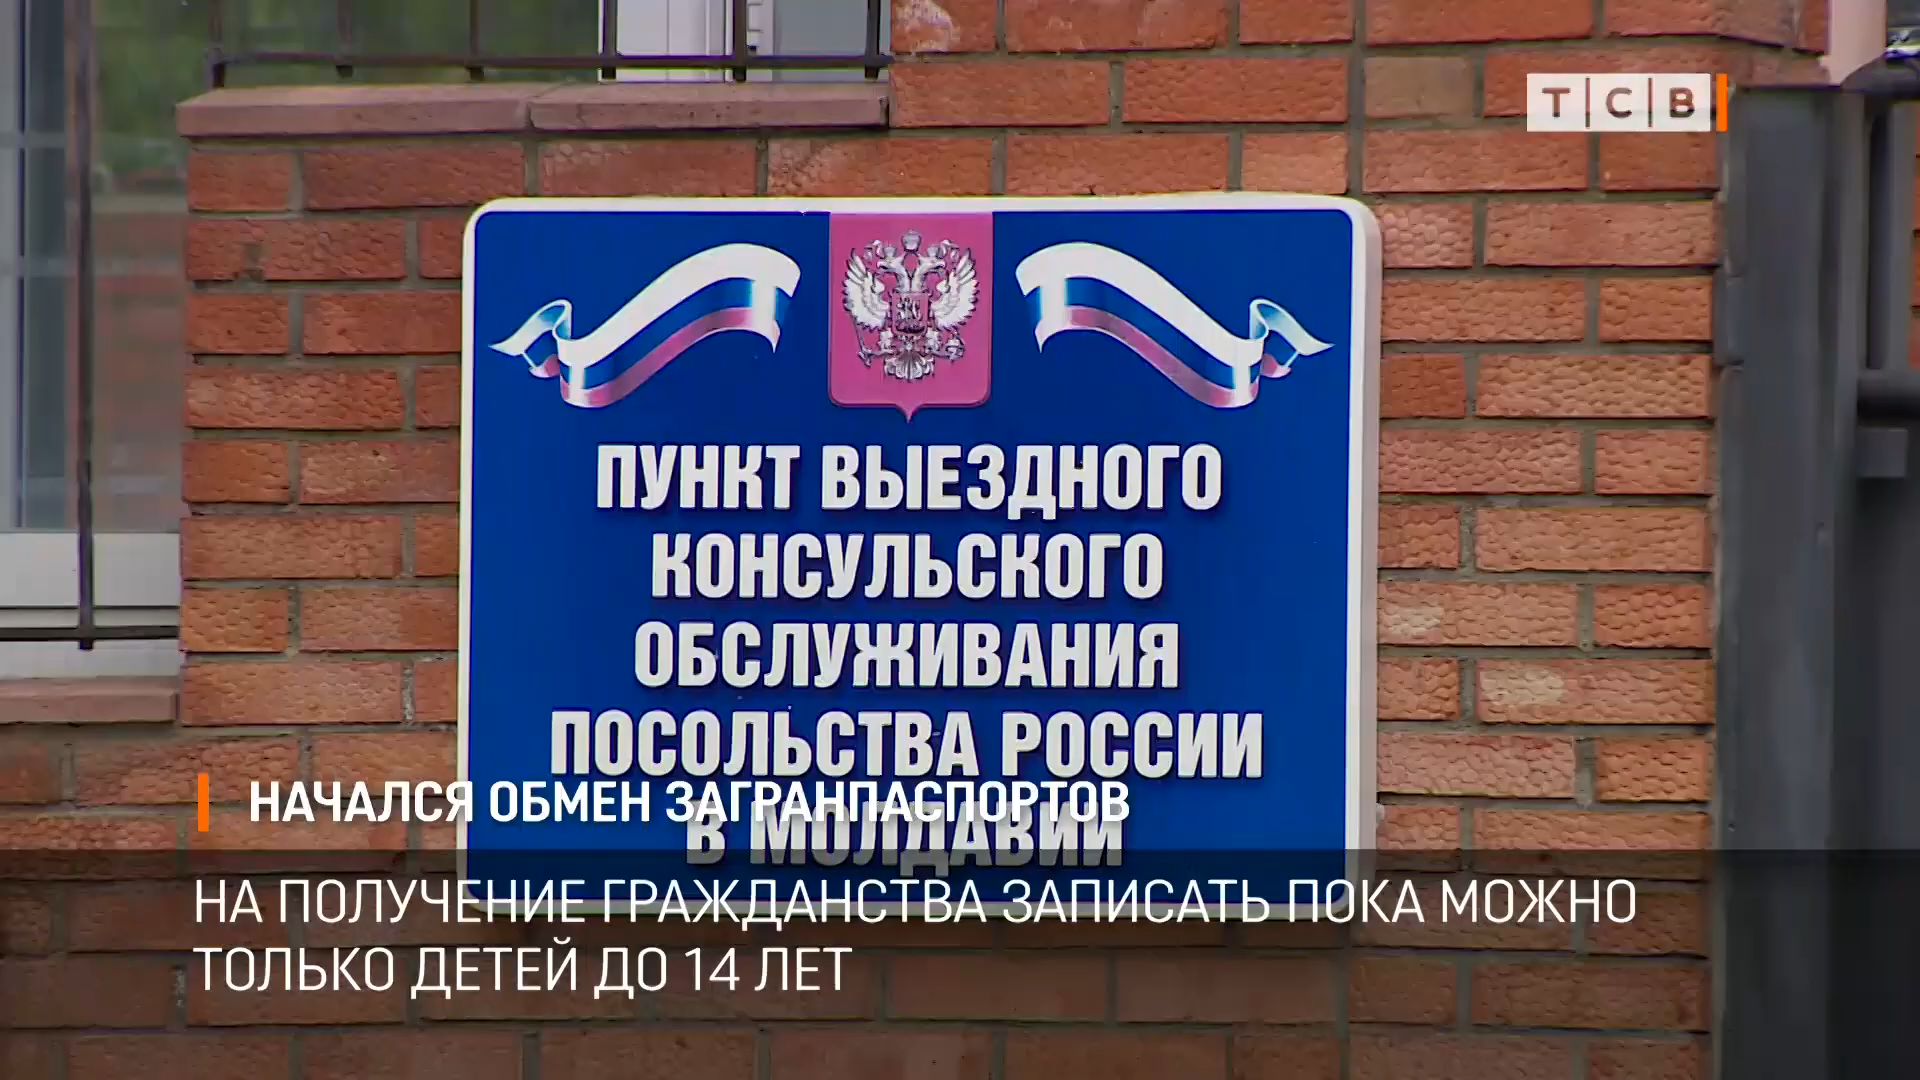 ТСВ
ПУНКТ ВЫЕЗДНОГО
КОНСУЛЬСКОГО
ОБСЛУЖИВАНИЯ
ПОСОЛЬСТВА РОССИИ
В МОЛДАВИИ
НАЧАЛСЯ ОБМЕН ЗАГРАНПАСПОРТОВ
НА ПОЛУЧЕНИЕ ГРАЖДАНСТВА ЗАПИСАТЬ ПОКА МОЖНО
ТОЛЬКО ДЕТЕЙ ДО 14 ЛЕТ